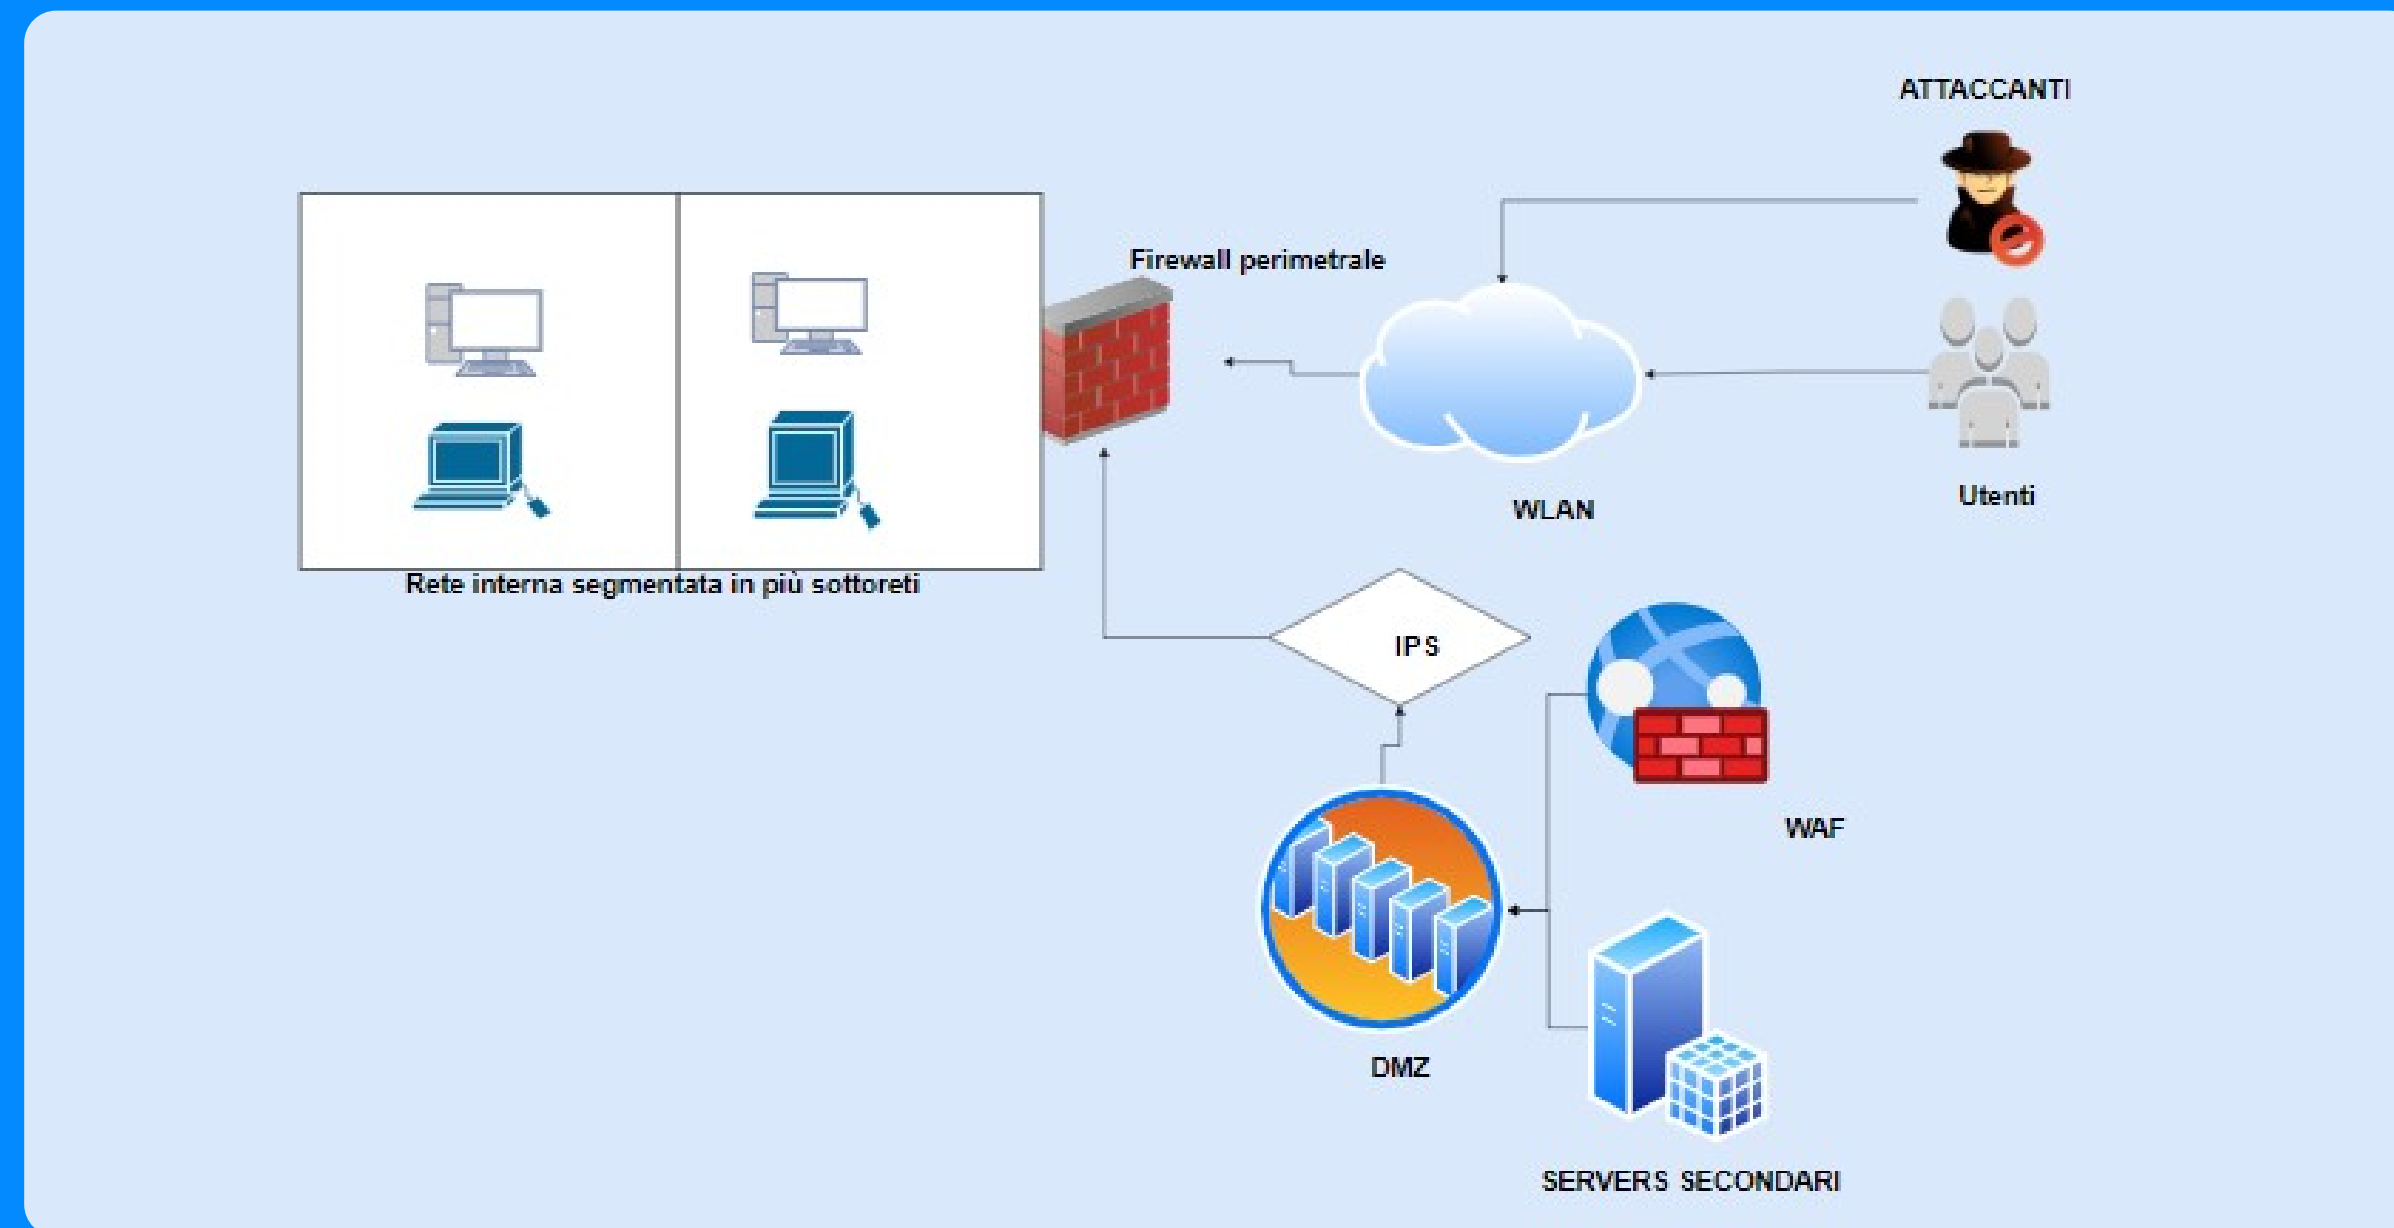 ATTACCANTI
Firewall perimetrale
Utenti
WLAN
Rete interna segmentata in più sottoreti
IPS
WAF
DMZ
SERVERS SECONDARI